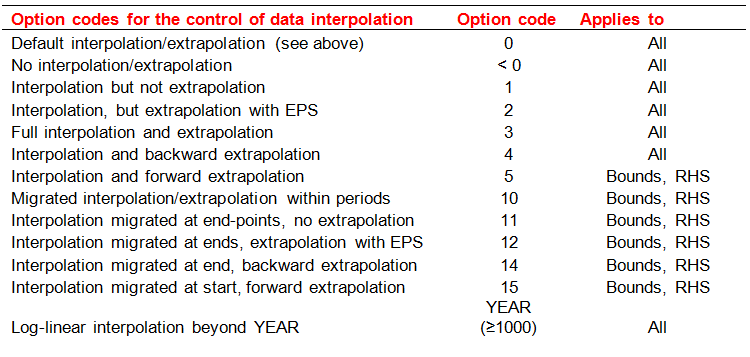 Option codes for the control of data interpolation Option code Applies to
Default interpolation/extrapolation (see above) 0 All
No interpolation/extrapolation < 0 All
Interpolation but not extrapolation 1 All
Interpolation, but extrapolation with EPS 2 All
Full interpolation and extrapolation 3 All
Interpolation and backward extrapolation 4 All
Interpolation and forward extrapolation 5 Bounds, RHS
Migrated interpolation/extrapolation within periods 10 Bounds, RHS
Interpolation migrated at end-points, no extrapolation 11 Bounds, RHS
Interpolation migrated at ends, extrapolation with EPS 12 Bounds, RHS
Interpolation migrated at end, backward extrapolation 14 Bounds, RHS
Interpolation migrated at start, forward extrapolation 15 Bounds, RHS
YEAR
Log-linear interpolation beyond YEAR (≥1000) All